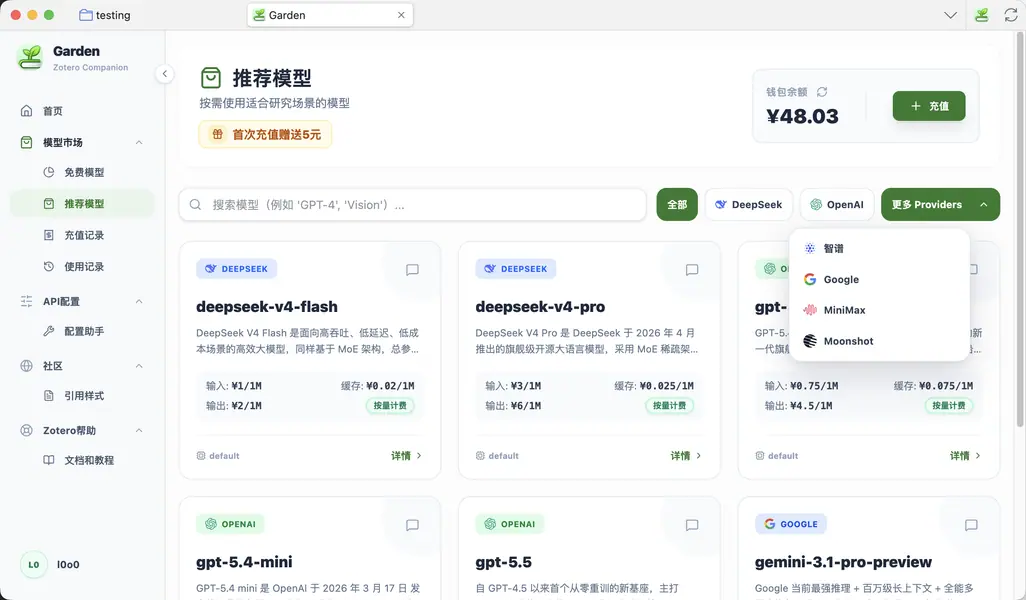 testing
Garden
Garden
Zotero Companion
首页
模型市场
免费模型
推荐模型
充值记录
使用记录
API配置
配置助手
社区
引用样式
Zotero帮助
文档和教程
L0
l0o0
推荐模型
按需使用适合研究场景的模型
首次充值赠送5元
钱包余额
¥48.03
充值
搜索模型（例如 'GPT-4', 'Vision'）...
全部
DeepSeek
OpenAI
更多 Providers
智谱
Google
MiniMax
Moonshot
DEEPSEEK
deepseek-v4-flash
DeepSeek V4 Flash 是面向高吞吐、低延迟、低成
本场景的高效大模型，同样基于 MoE 架构，总参...
输入: ¥1/1M
缓存: ¥0.02/1M
输出: ¥2/1M
按量计费
default
详情
DEEPSEEK
deepseek-v4-pro
DeepSeek V4 Pro 是 DeepSeek 于 2026 年 4 月
推出的旗舰级开源大语言模型，采用 MoE 稀疏架...
输入: ¥3/1M
缓存: ¥0.025/1M
输出: ¥6/1M
按量计费
default
详情
gpt-
GPT-5.
的新
一代旗舰
输入: ¥0.75/1M
缓存: ¥0.075/1M
输出: ¥4.5/1M
按量计费
default
详情
OPENAI
gpt-5.4-mini
GPT-5.4 mini 是 OpenAI 于 2026 年 3 月 17 日 发
OPENAI
gpt-5.5
自 GPT-4.5 以来首个从零重训的新基座，主打
GOOGLE
gemini-3.1-pro-preview
Google 当前最强推理 + 百万级长上下文 + 全能多